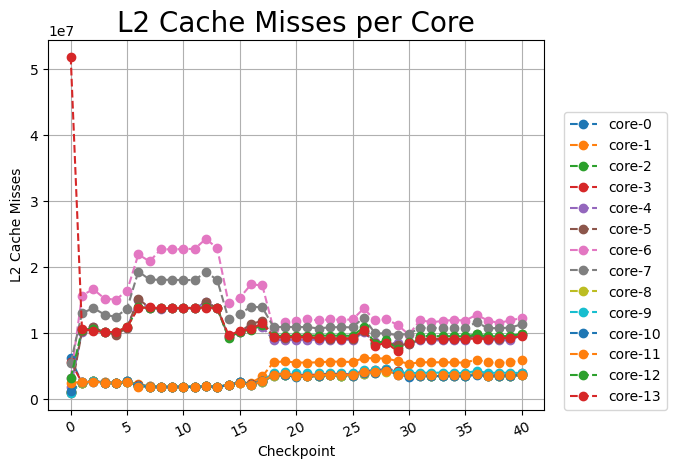 L2 Cache Misses per Core
1e7
5
4
3
2
1
0
L2 Cache Misses
0
5
10
15
20
25
30
35
40
Checkpoint
core-0
core-1
core-2
core-3
core-4
core-5
core-6
core-7
core-8
core-9
core-10
core-11
core-12
core-13